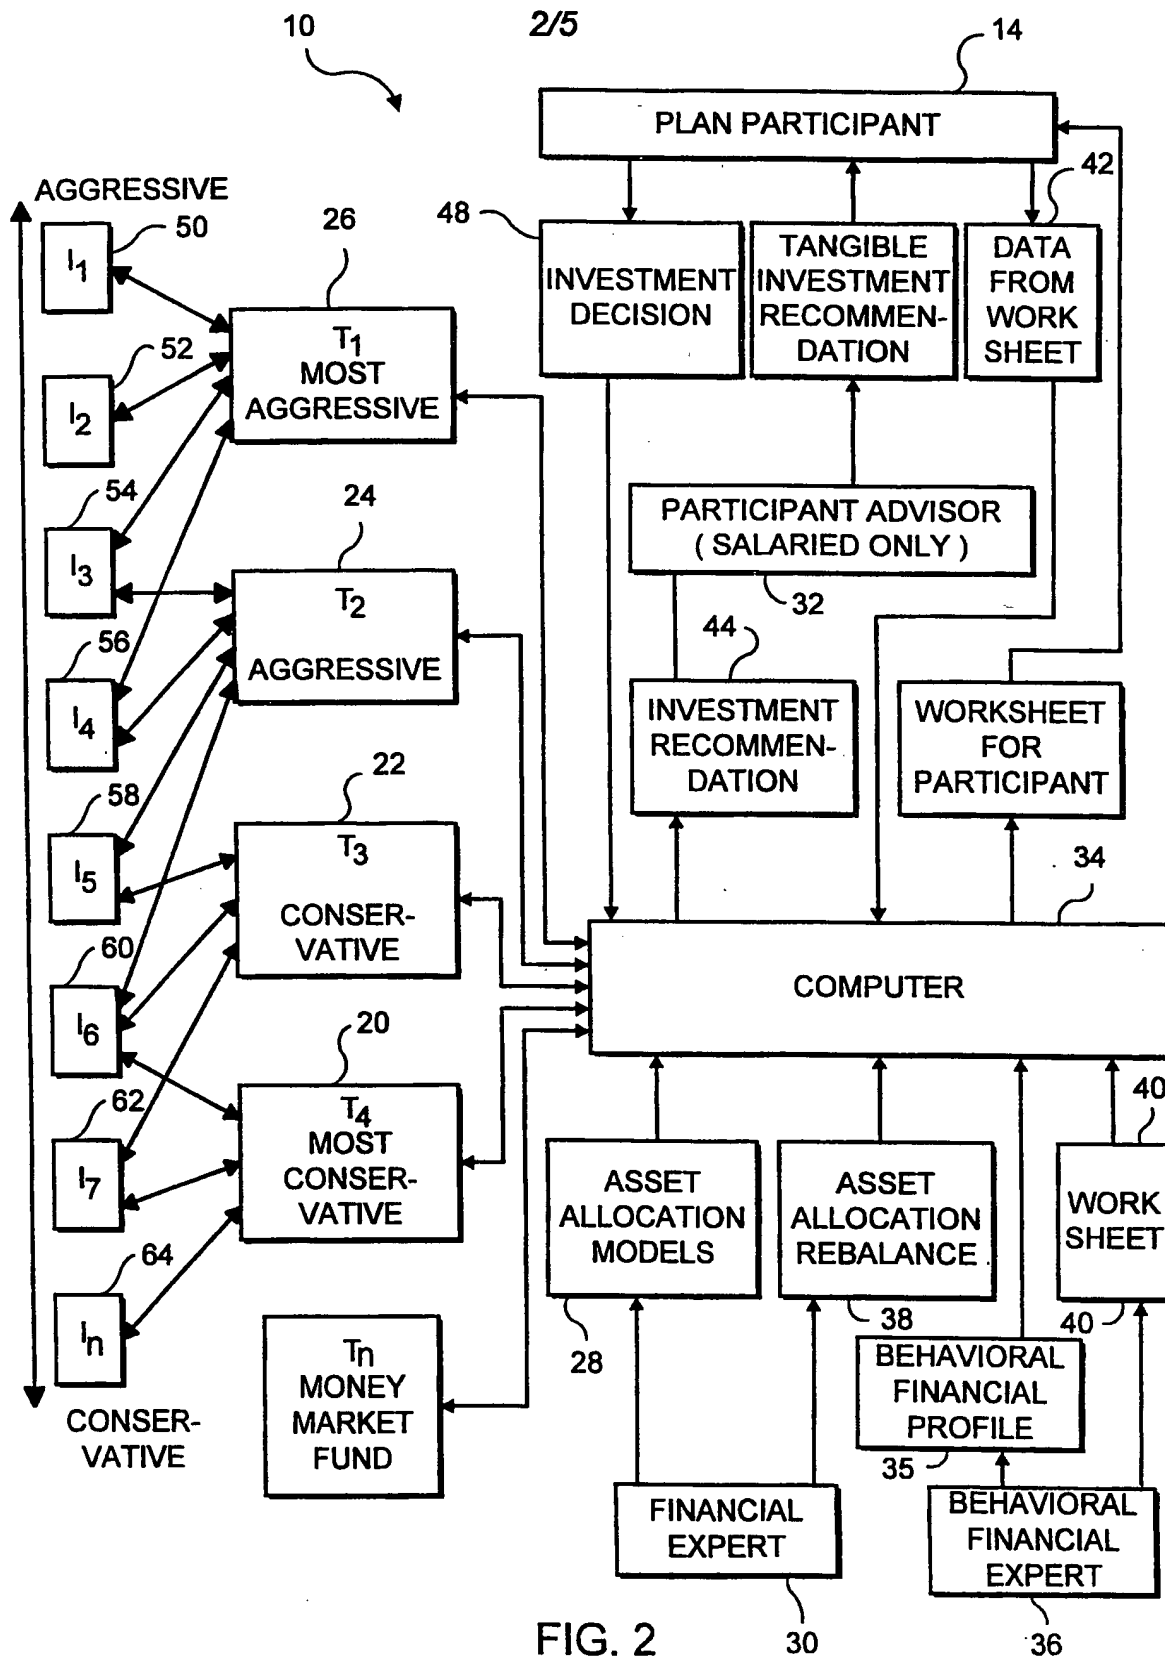 2/5
10
14
PLAN PARTICIPANT
42
48
INVESTMENT
DECISION
TANGIBLE
INVESTMENT
RECOMMEN-
DATION
DATA
FROM
WORK
SHEET
AGGRESSIVE
50
I1
26
T1
MOST
AGGRESSIVE
52
I2
54
I3
24
T2
AGGRESSIVE
PARTICIPANT ADVISOR
( SALARIED ONLY )
32
44
INVESTMENT
RECOMMEN-
DATION
WORKSHEET
FOR
PARTICIPANT
56
I4
58
I5
22
T3
CONSER-
VATIVE
34
COMPUTER
60
I6
20
T4
MOST
CONSER-
VATIVE
62
I7
64
In
CONSER-
VATIVE
Tn
MONEY
MARKET
FUND
ASSET
ALLOCATION
MODELS
28
ASSET
ALLOCATION
REBALANCE
38
40
WORK
SHEET
40
BEHAVIORAL
FINANCIAL
PROFILE
35
FINANCIAL
EXPERT
30
BEHAVIORAL
FINANCIAL
EXPERT
36
FIG. 2